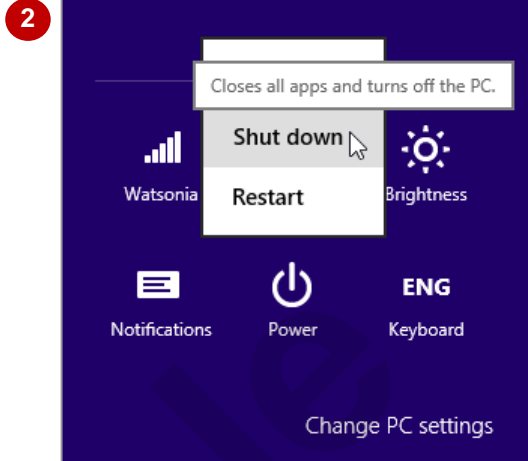 2
Closes all apps and turns off the PC.
Shut down
Watsonia
Restart
Brightness
Notifications
Power
ENG
Keyboard
Change PC settings